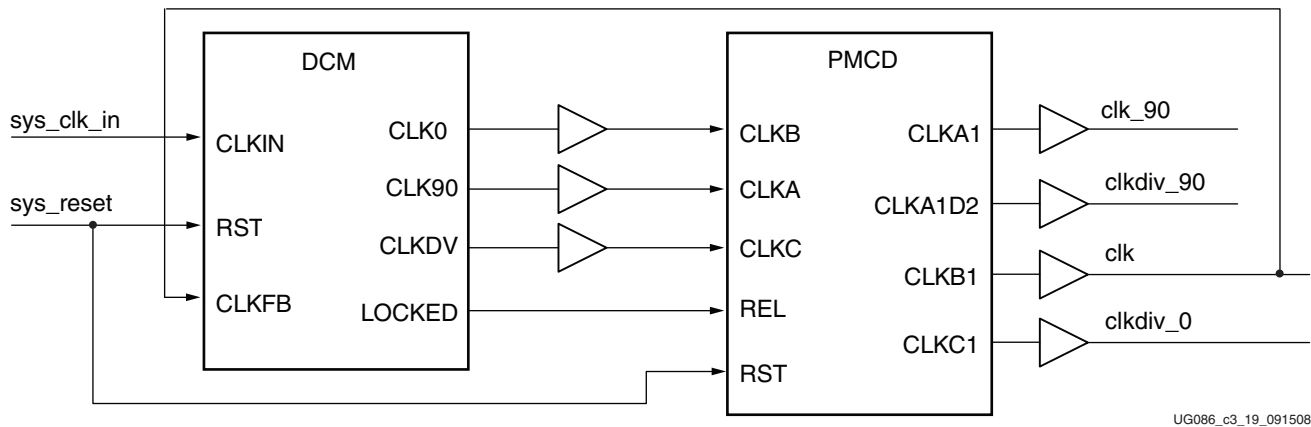 DCM
PMCD
sys_clk_in
sys_reset
CLKIN
RST
CLKFB
CLK0
CLK90
CLKDV
LOCKED
CLKB
CLKA
CLKC
REL
RST
CLKA1
CLKA1D2
CLKB1
CLKC1
clk_90
clkdiv_90
clk
clkdiv_0
UG086_c3_19_091508